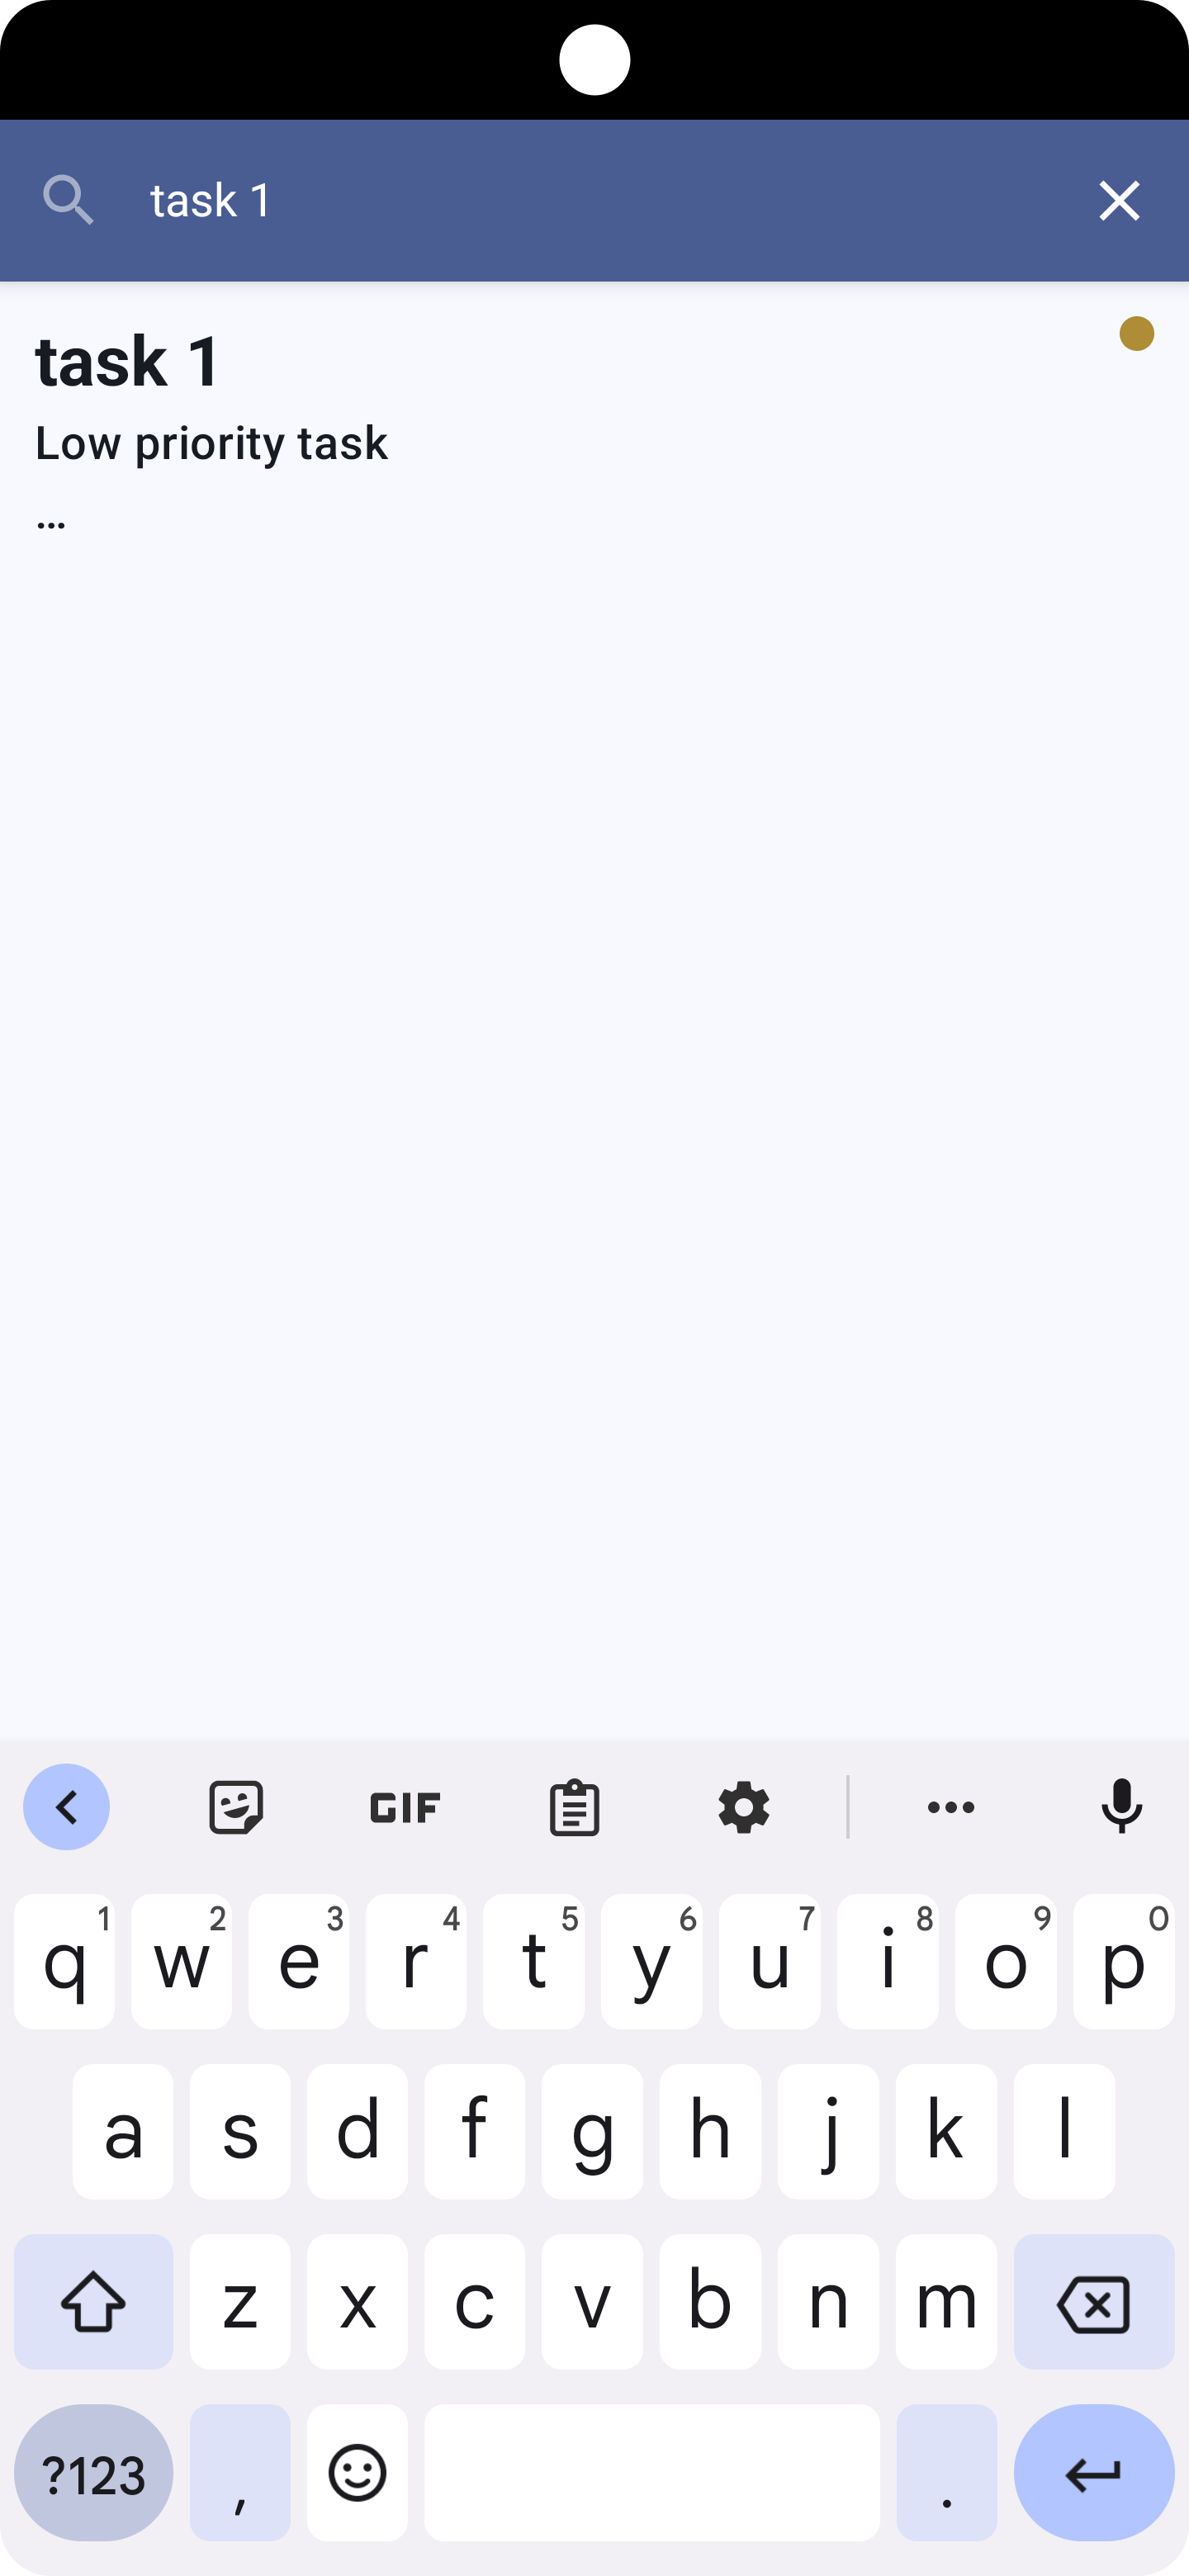 task 1
task 1
Low priority task
...
GIF
q 1 w 2 e 3 r 4 t 5 y 6 u 7 i 8 o 9 p 0
a s d f g h j k l
z x c v b n m
?123 , .